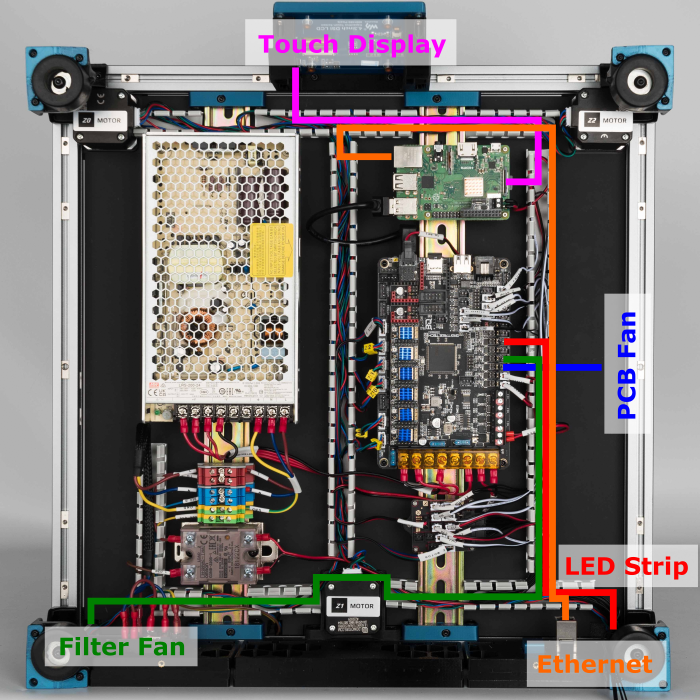 Touch Display
Z0 MOTOR
Z2 MOTOR
PCB Fan
LED Strip
Z1 MOTOR
Filter Fan
Ethernet